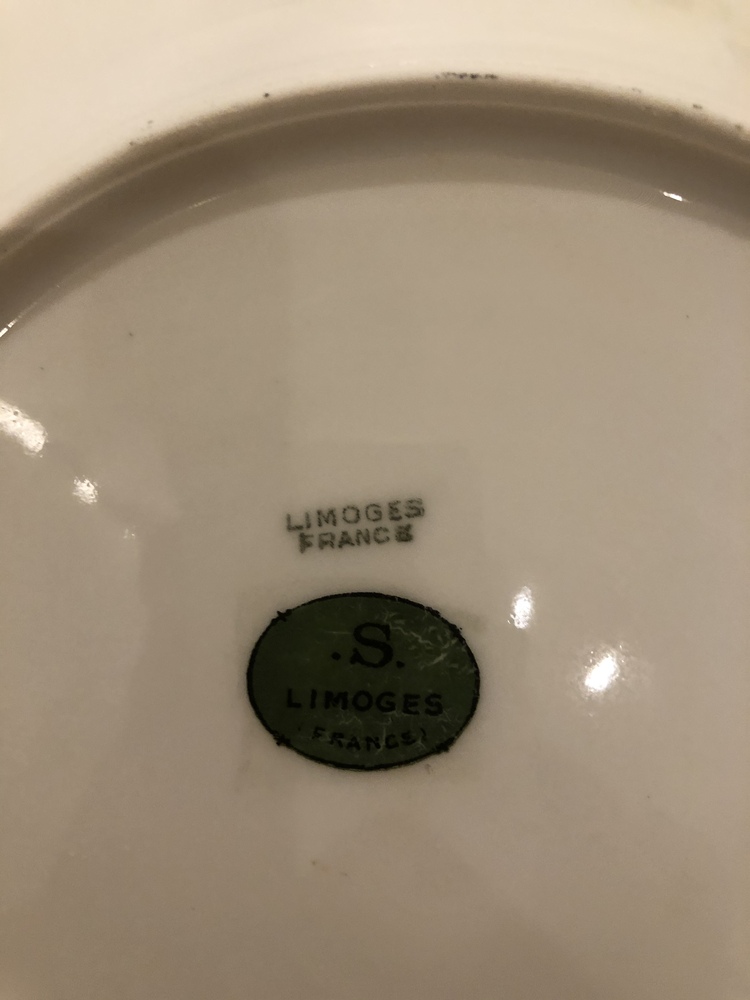 LIMOGES
FRANCE
.S.
LIMOGES
(FRANCE)